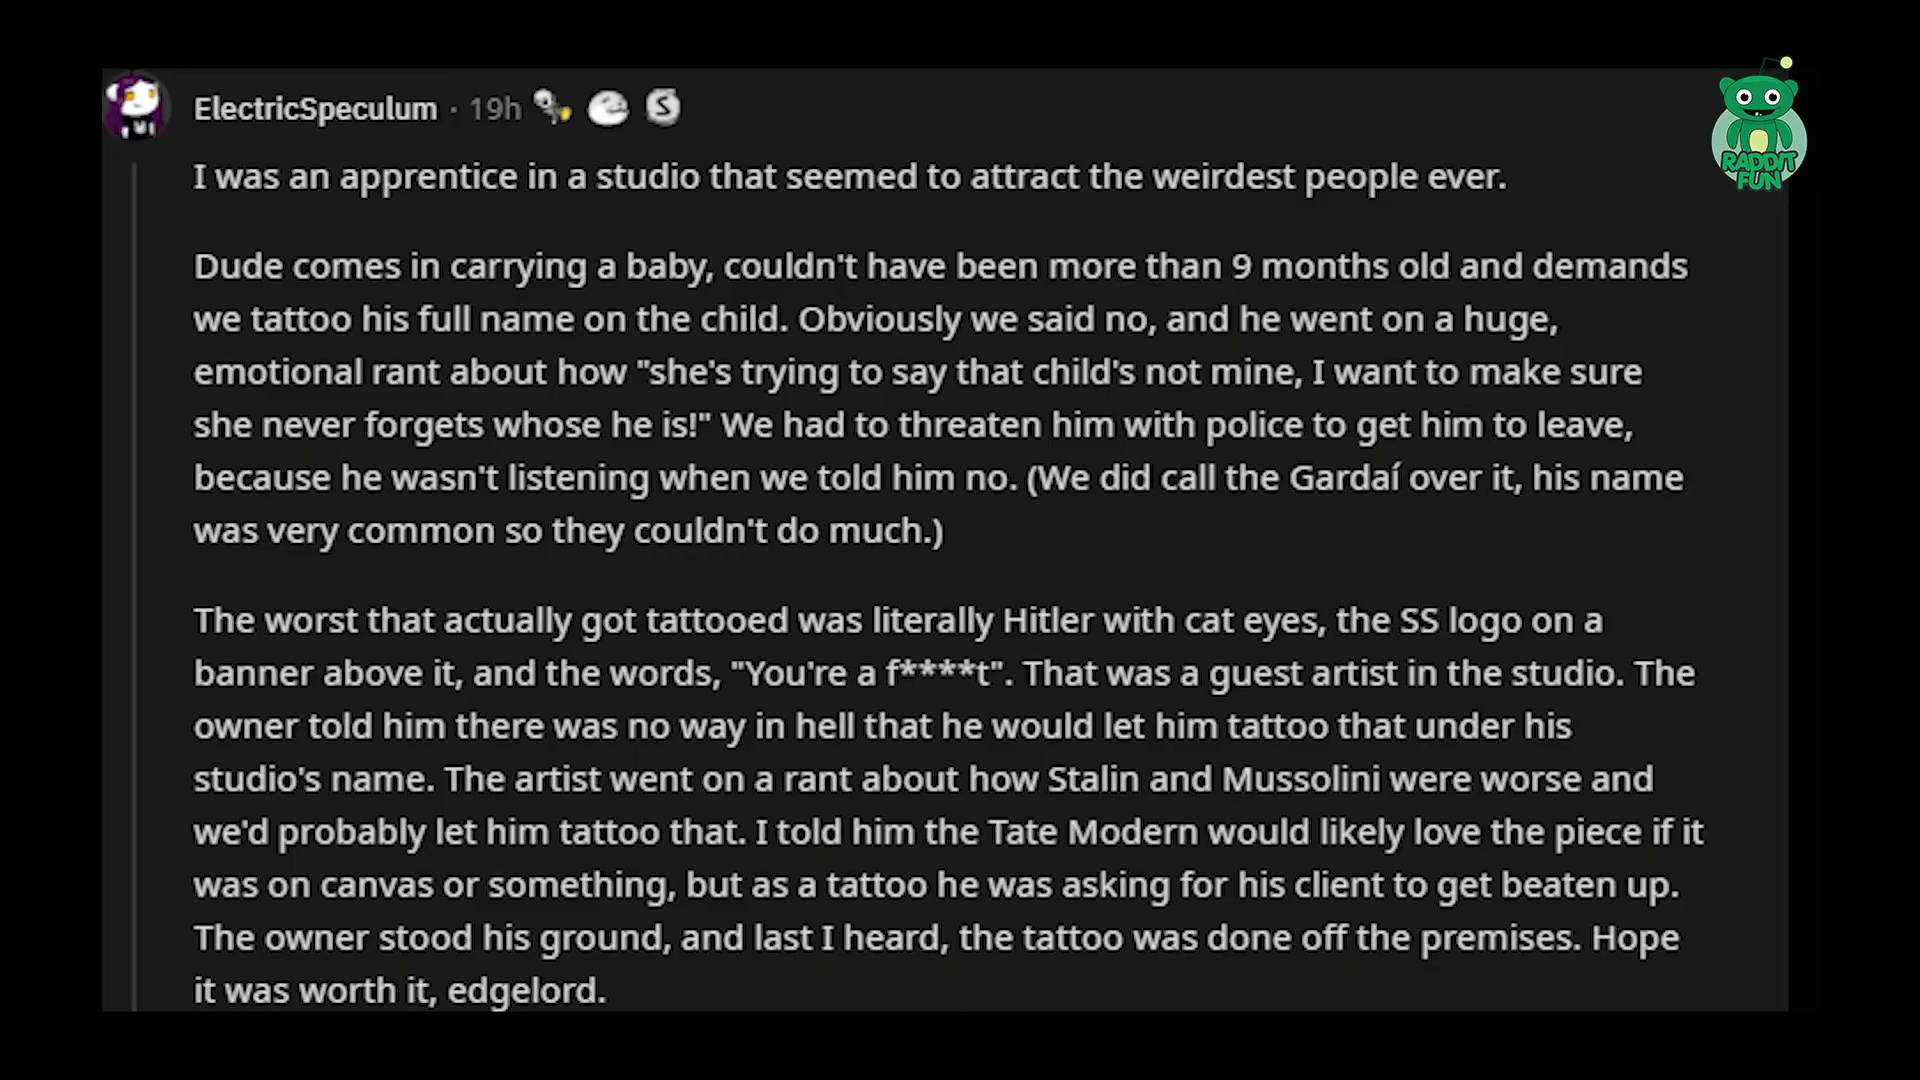 ElectricSpeculum · 19h
RADDIT
FUN
I was an apprentice in a studio that seemed to attract the weirdest people ever.
Dude comes in carrying a baby, couldn't have been more than 9 months old and demands
we tattoo his full name on the child. Obviously we said no, and he went on a huge,
emotional rant about how "she's trying to say that child's not mine, I want to make sure
she never forgets whose he is!" We had to threaten him with police to get him to leave,
because he wasn't listening when we told him no. (We did call the Gardaí over it, his name
was very common so they couldn't do much.)
The worst that actually got tattooed was literally Hitler with cat eyes, the SS logo on a
banner above it, and the words, "You're a f****t". That was a guest artist in the studio. The
owner told him there was no way in hell that he would let him tattoo that under his
studio's name. The artist went on a rant about how Stalin and Mussolini were worse and
we'd probably let him tattoo that. I told him the Tate Modern would likely love the piece if it
was on canvas or something, but as a tattoo he was asking for his client to get beaten up.
The owner stood his ground, and last I heard, the tattoo was done off the premises. Hope
it was worth it, edgelord.